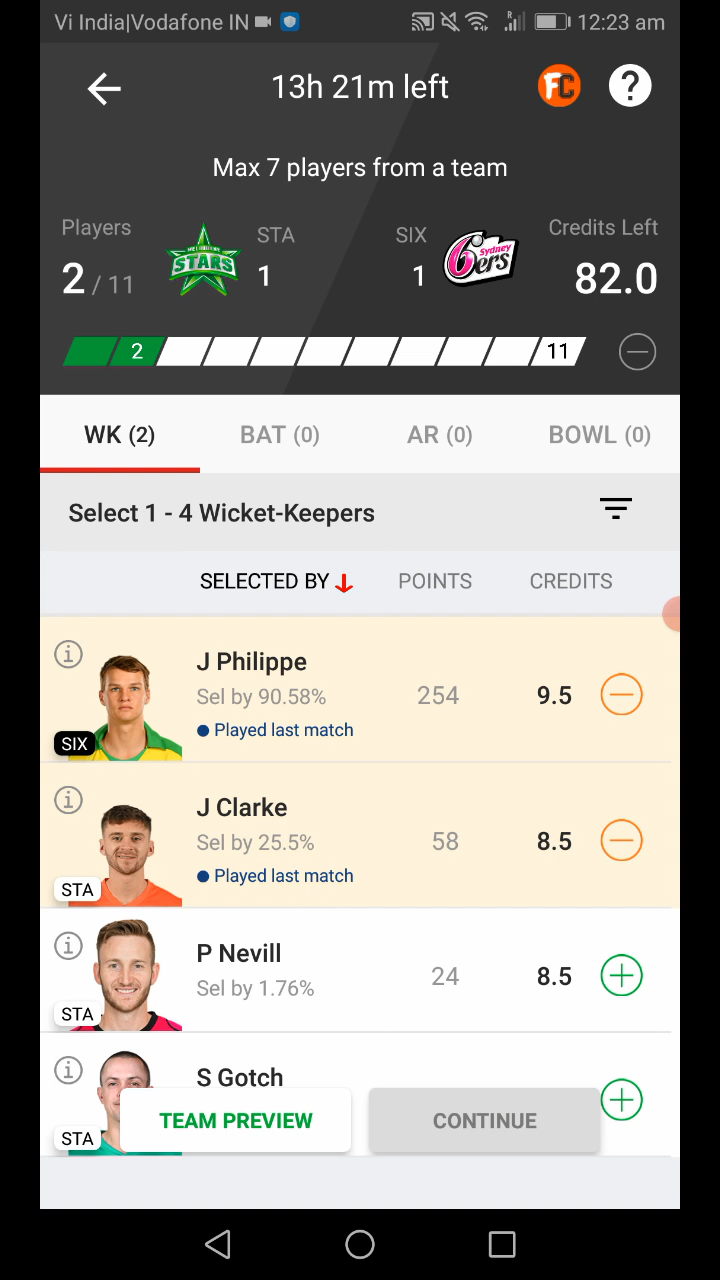 Vi India|Vodafone IN 12:23 am
13h 21m left
FC ?
Max 7 players from a team
Players STA SIX Credits Left
STARS Sydney 6ers
2 / 11 1 1 82.0
2 11
WK (2) BAT (0) AR (0) BOWL (0)
Select 1 - 4 Wicket-Keepers
SELECTED BY POINTS CREDITS
J Philippe
Sel by 90.58% 254 9.5
Played last match
SIX
J Clarke
Sel by 25.5% 58 8.5
Played last match
STA
P Nevill
Sel by 1.76% 24 8.5
STA
S Gotch
TEAM PREVIEW CONTINUE
STA